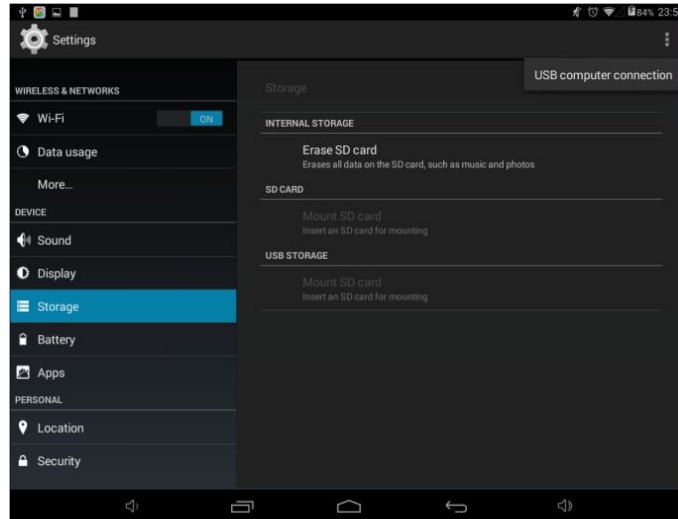 84% 23:5
Settings
USB computer connection
WIRELESS & NETWORKS
Wi-Fi
ON
Data usage
More...
DEVICE
Sound
Display
Storage
Battery
Apps
PERSONAL
Location
Security
Storage
INTERNAL STORAGE
Erase SD card
Erases all data on the SD card, such as music and photos
SD CARD
Mount SD card
Insert an SD card for mounting
USB STORAGE
Mount SD card
Insert an SD card for mounting